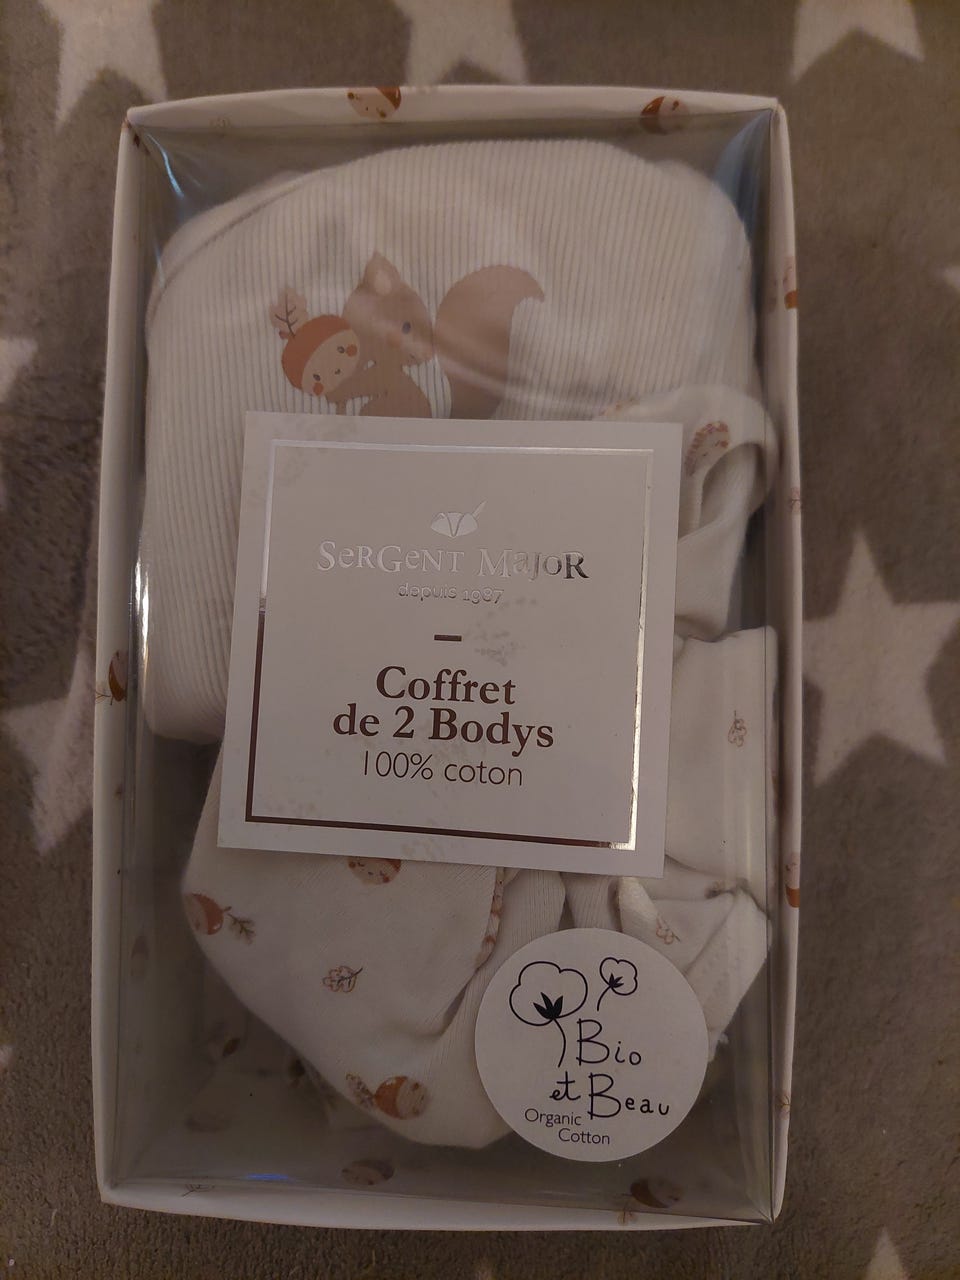 SeRGeNT MajoR
depuis 1987
Coffret
de 2 Bodys
100% coton
Bio
et Beau
Organic
Cotton